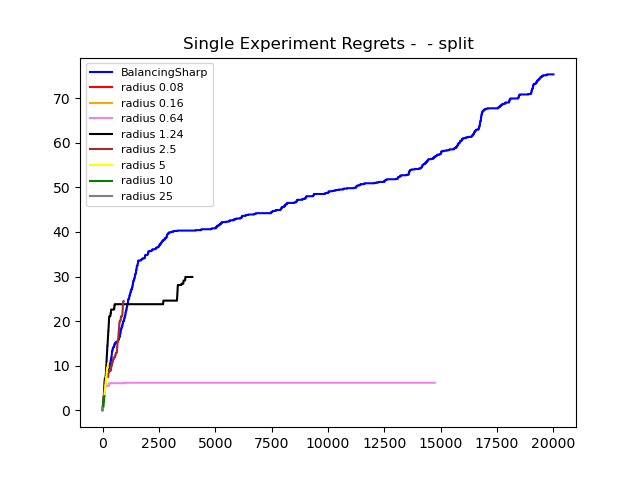 Single Experiment Regrets -  - split
BalancingSharp
radius 0.08
radius 0.16
radius 0.64
radius 1.24
radius 2.5
radius 5
radius 10
radius 25
70
60
50
40
30
20
10
0
0 2500 5000 7500 10000 12500 15000 17500 20000